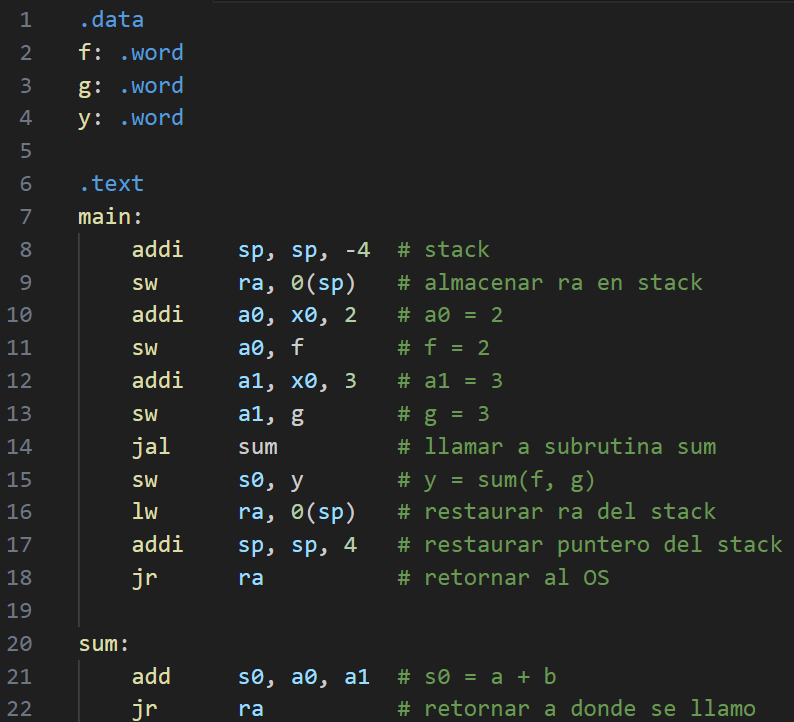 1 .data
2 f: .word
3 g: .word
4 y: .word
5
6 .text
7 main:
8 addi sp, sp, -4 # stack
9 sw ra, 0(sp) # almacenar ra en stack
10 addi a0, x0, 2 # a0 = 2
11 sw a0, f # f = 2
12 addi a1, x0, 3 # a1 = 3
13 sw a1, g # g = 3
14 jal sum # llamar a subrutina sum
15 sw s0, y # y = sum(f, g)
16 lw ra, 0(sp) # restaurar ra del stack
17 addi sp, sp, 4 # restaurar puntero del stack
18 jr ra # retornar al OS
19
20 sum:
21 add s0, a0, a1 # s0 = a + b
22 jr ra # retornar a donde se llamo